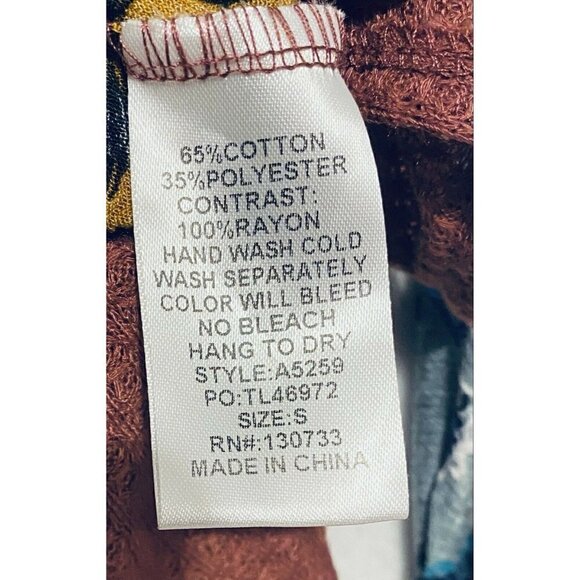 65%COTTON
35%POLYESTER
CONTRAST:
100%RAYON
HAND WASH COLD
WASH SEPARATELY
COLOR WILL BLEED
NO BLEACH
HANG TO DRY
STYLE:A5259
PO:TL46972
SIZE:S
RN#:130733
MADE IN CHINA